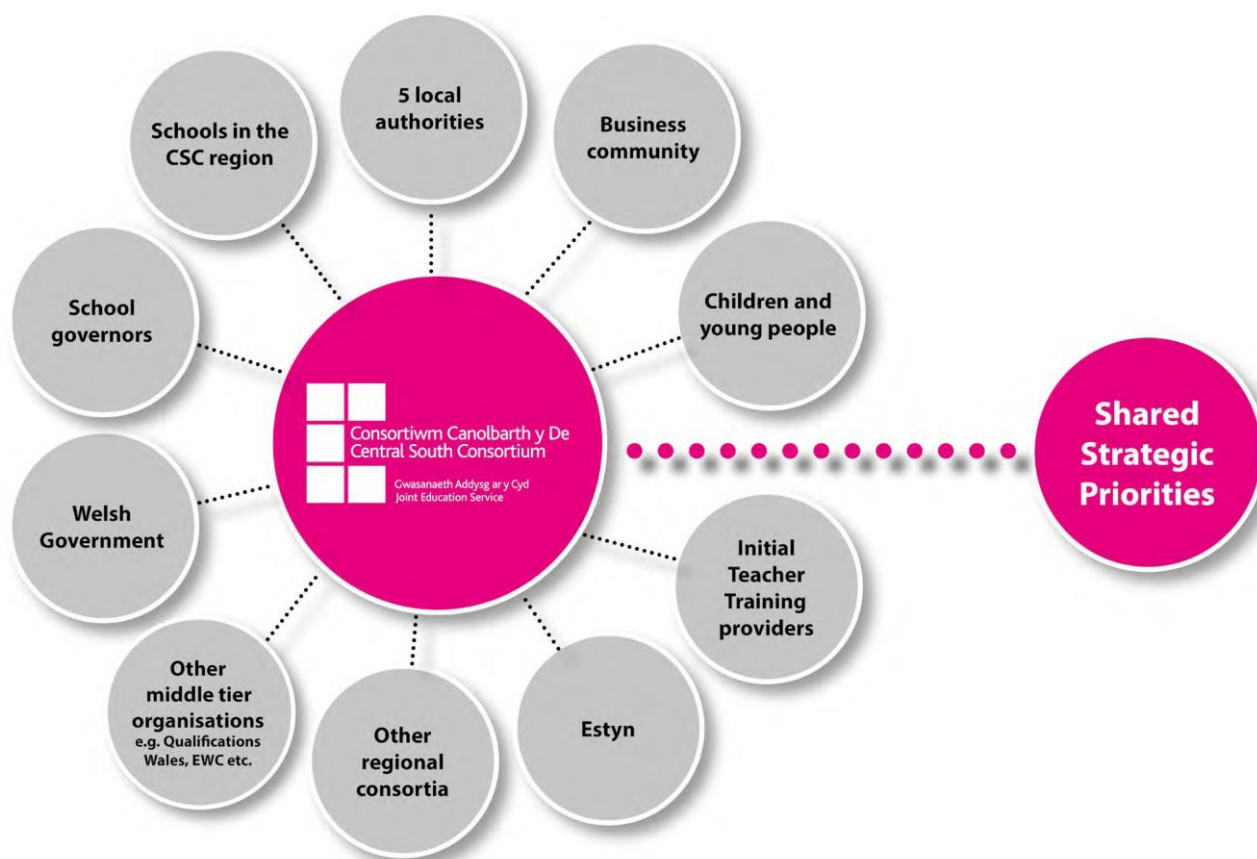 5 local
authorities
Business
community
Children and
young people
Initial
Teacher
Training
providers
Estyn
Other
regional
consortia
Other
middle tier
organisations
e.g. Qualifications
Wales, EWC etc.
Welsh
Government
School
governors
Schools in the
CSC region
Consortiwm Canolbarth y De
Central South Consortium
Gwasanaeth Addysg ar y Cyd
Joint Education Service
Shared
Strategic
Priorities